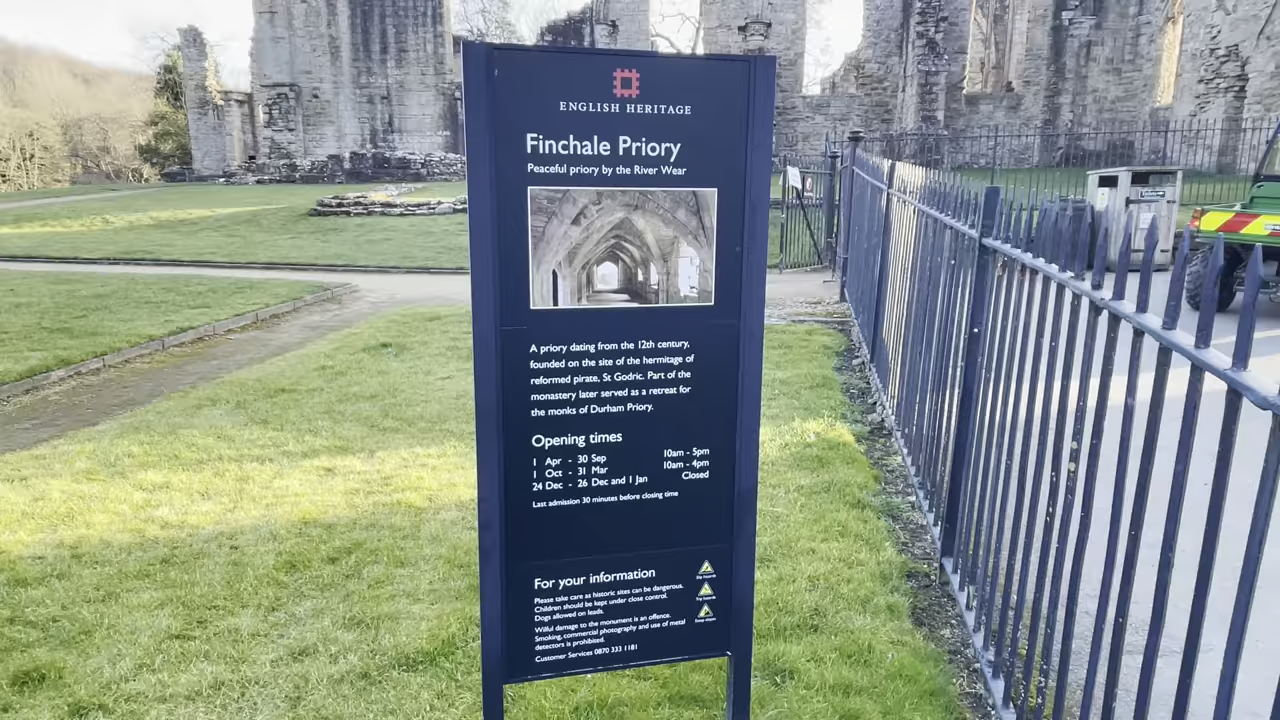 ENGLISH HERITAGE
Finchale Priory
Peaceful priory by the River Wear
A priory dating from the 12th century,
founded on the site of the hermitage of
reformed pirate, St Godric. Part of the
monastery later served as a retreat for
the monks of Durham Priory.
Opening times
1 Apr - 30 Sep 10am - 5pm
1 Oct - 31 Mar 10am - 4pm
24 Dec - 26 Dec and 1 Jan Closed
Last admission 30 minutes before closing time
For your information
Please take care as historic sites can be dangerous.
Children should be kept under close control.
Dogs allowed on leads.
Wilful damage to the monument is an offence.
Smoking, commercial photography and use of metal
detectors is prohibited.
Customer Services 0870 333 1181
Slip hazards
Trip hazards
Steep slopes